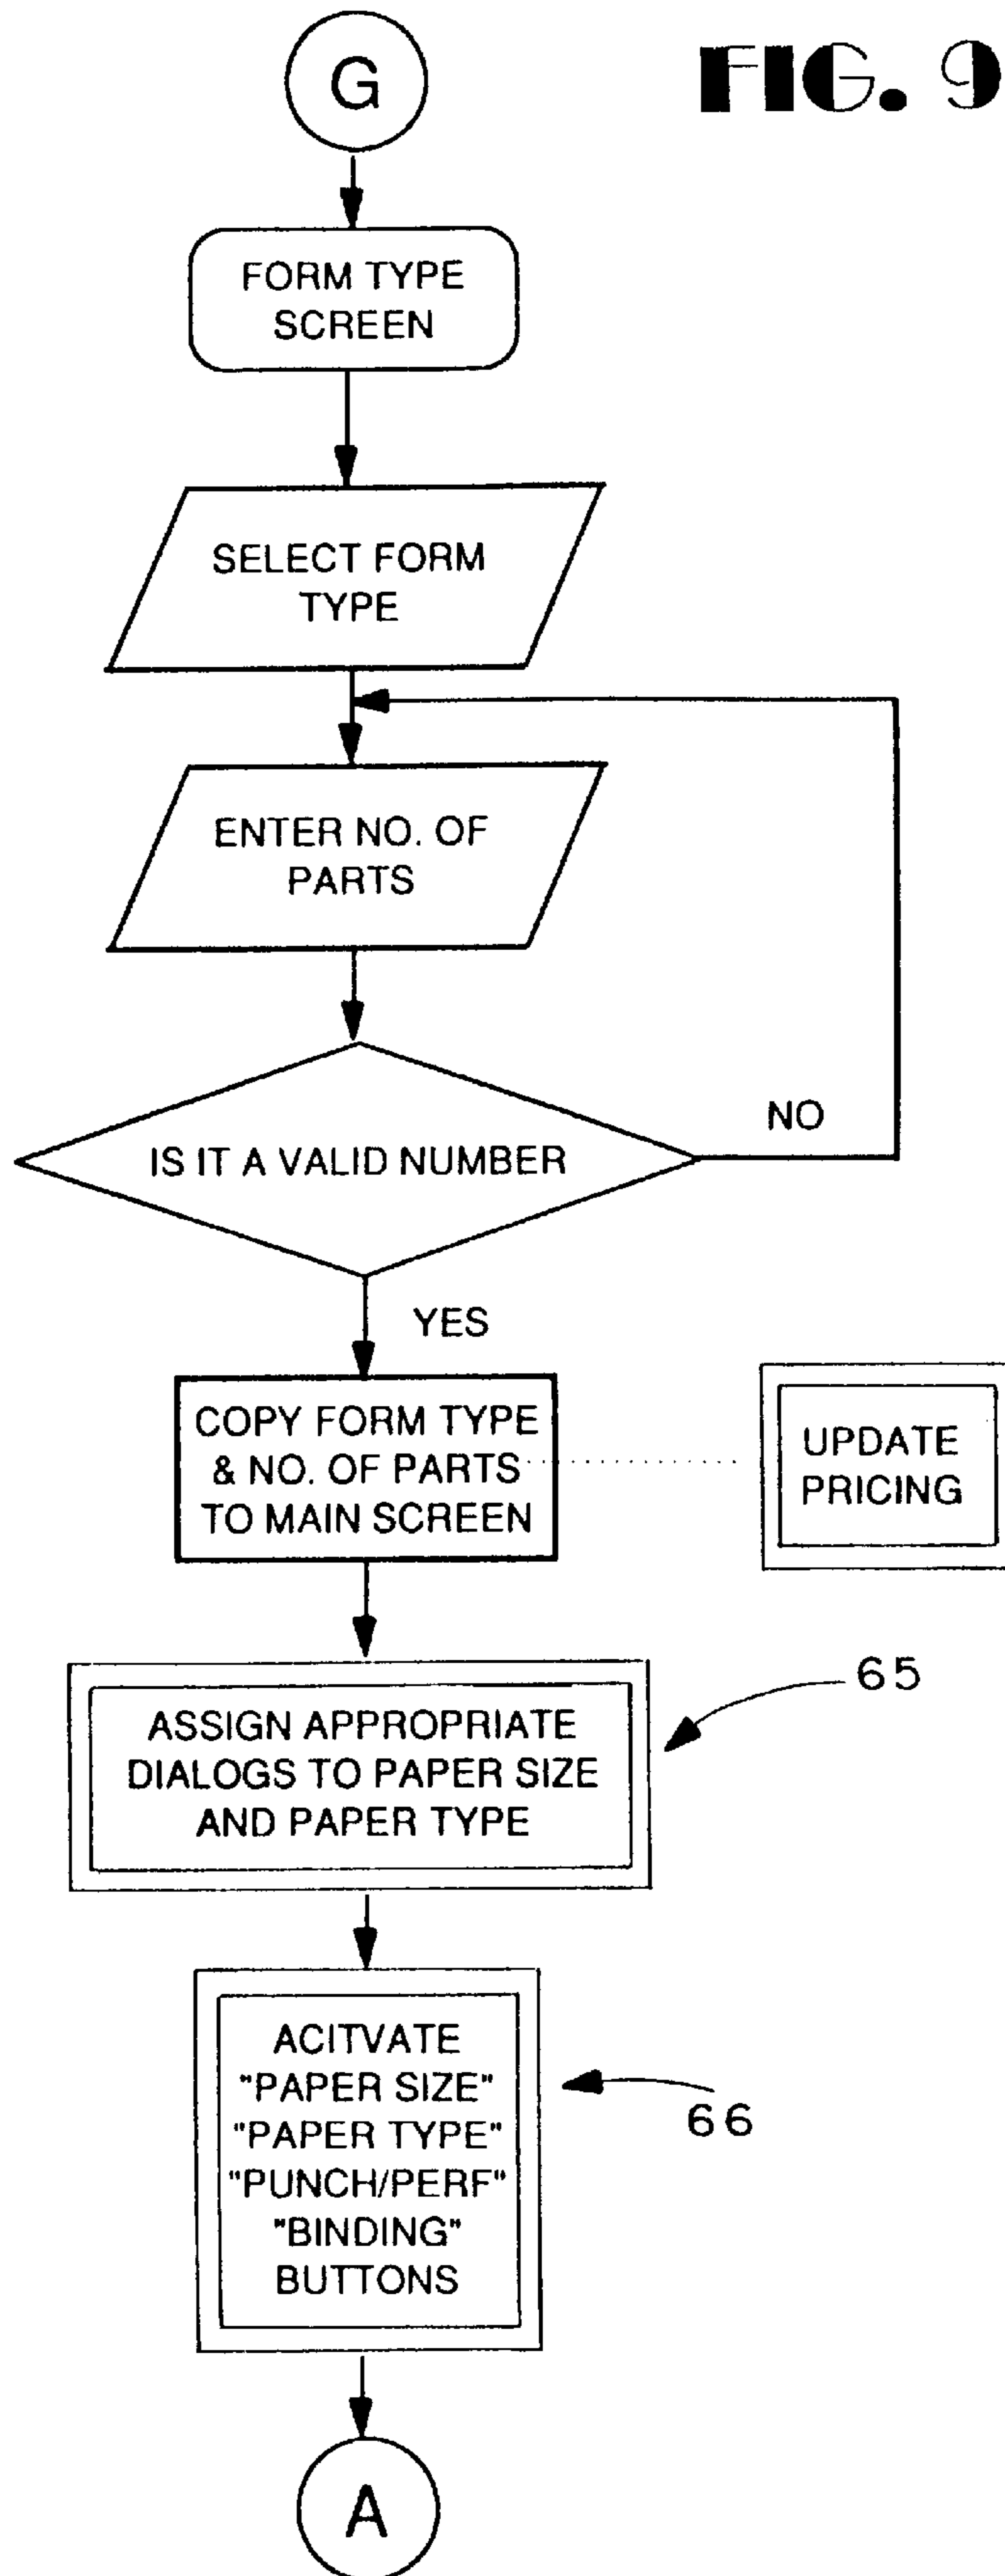 G
FIG. 9
FORM TYPE
SCREEN
SELECT FORM
TYPE
ENTER NO. OF
PARTS
IS IT A VALID NUMBER
NO
YES
COPY FORM TYPE
& NO. OF PARTS
TO MAIN SCREEN
UPDATE
PRICING
65
ASSIGN APPROPRIATE
DIALOGS TO PAPER SIZE
AND PAPER TYPE
ACITVATE
"PAPER SIZE"
"PAPER TYPE"
"PUNCH/PERF"
"BINDING"
BUTTONS
66
A